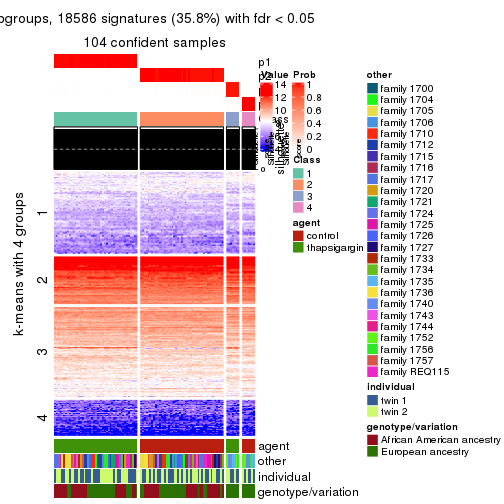 ogroups, 18586 signatures (35.8%) with fdr < 0.05
104 confident samples
p1
p2
Value
14
12
Prob
1
0.8
0.6
0.4
0.2
0
Class
1
2
3
4
agent
control
thapsigargin
k-means with 4 groups
1
2
3
4
agent
other
individual
genotype/variation
other
family 1700
family 1704
family 1705
family 1706
family 1710
family 1712
family 1715
family 1716
family 1717
family 1720
family 1721
family 1724
family 1725
family 1726
family 1727
family 1733
family 1734
family 1735
family 1736
family 1740
family 1743
family 1744
family 1752
family 1756
family 1757
family REQ115
individual
twin 1
twin 2
genotype/variation
African American ancestry
European ancestry